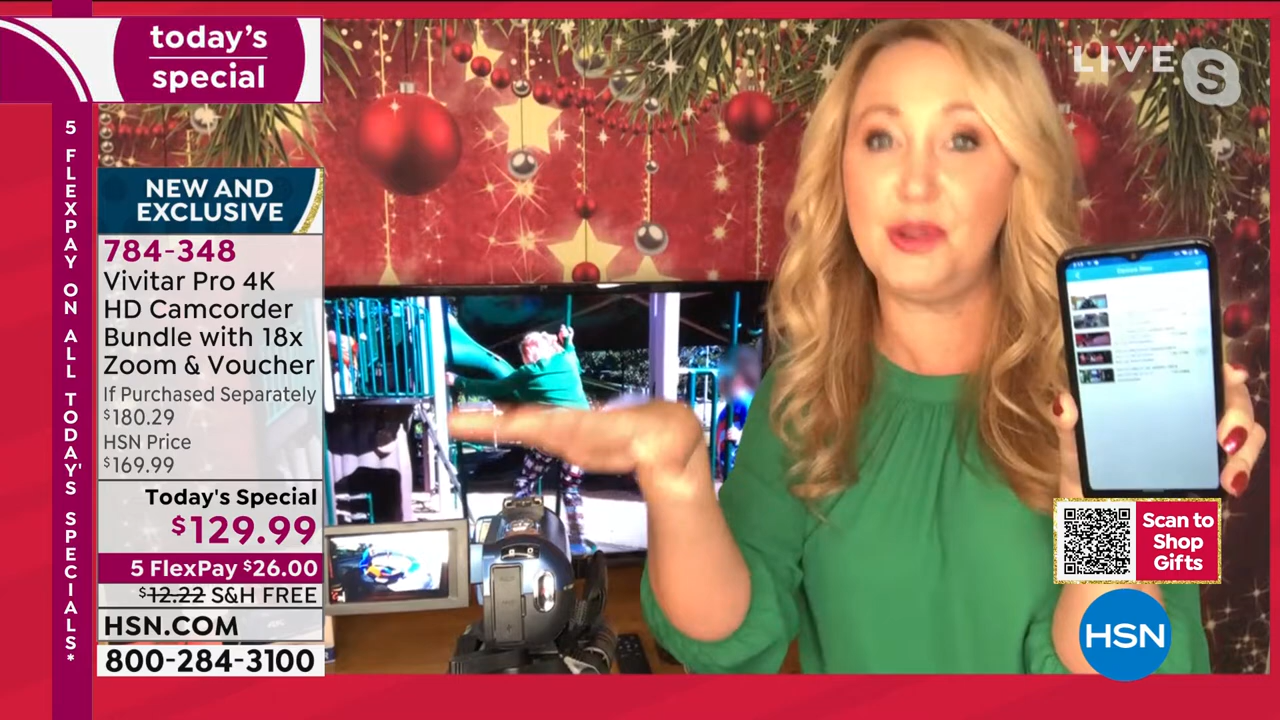 today's
special
5 FLEXPAY ON ALL TODAY'S SPECIALS*
NEW AND
EXCLUSIVE
784-348
Vivitar Pro 4K
HD Camcorder
Bundle with 18x
Zoom & Voucher
If Purchased Separately
$180.29
HSN Price
$169.99
Today's Special
$129.99
5 FlexPay $26.00
$12.22 S&H FREE
HSN.COM
800-284-3100
LIVE
S
Scan to
Shop
Gifts
HSN